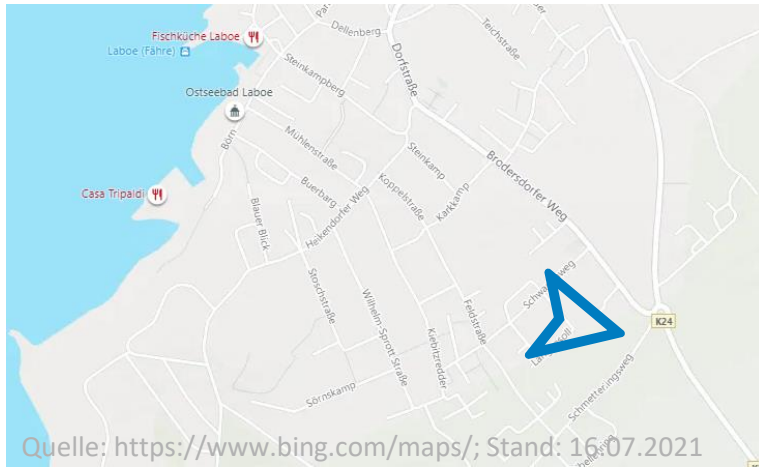 Fischküche Laboe
Laboe (Fähre)
Dellenberg
Dorfstraße
Teichstraße
Steinkampberg
Ostseebad Laboe
Börn
Mühlenstraße
Steinkamp
Brodersdorfer Weg
Casa Tripaldi
Buerbarg
Koppelstraße
Karkkamp
Blauer Blick
Heikendorfer Weg
Stoschstraße
Wilhelm-Sprott Straße
Feldstraße
Kiebitzredder
K24
Sörnskamp
Quelle: https://www.bing.com/maps/; Stand: 16.07.2021